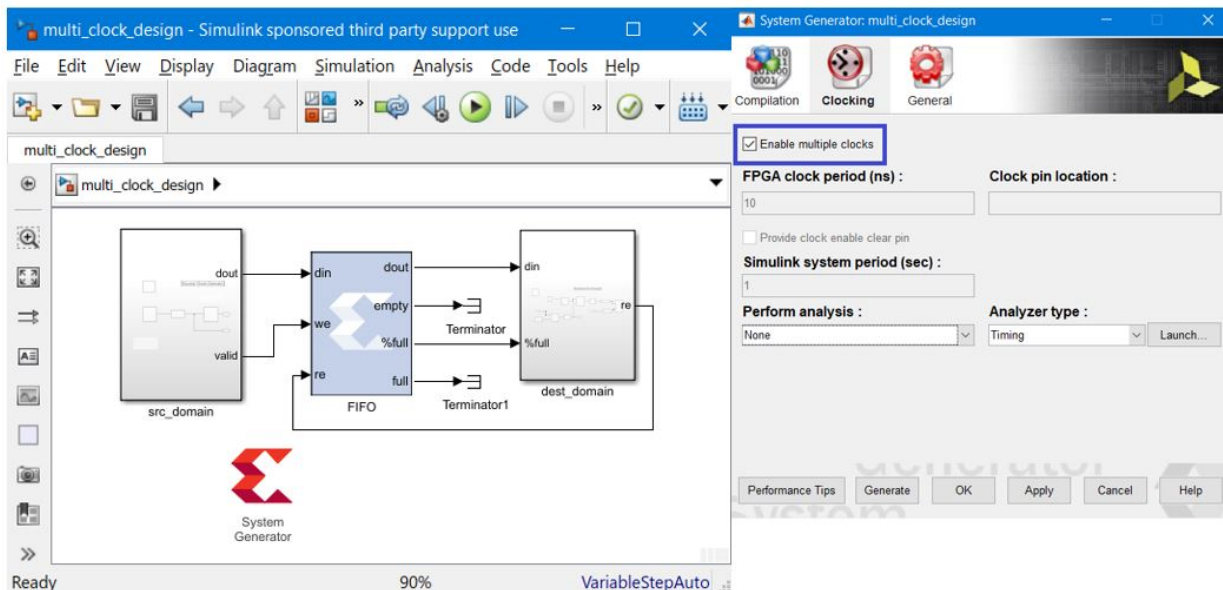 multi_clock_design - Simulink sponsored third party support use
File Edit View Display Diagram Simulation Analysis Code Tools Help
multi_clock_design
multi_clock_design
dout
valid
src_domain
din
we
re
dout
empty
%full
full
FIFO
Terminator
Terminator1
din
%full
re
dest_domain
System
Generator
Ready 90% VariableStepAuto
System Generator: multi_clock_design
Compilation Clocking General
Enable multiple clocks
FPGA clock period (ns) : Clock pin location :
10
Provide clock enable clear pin
Simulink system period (sec) :
1
Perform analysis : Analyzer type :
None Timing Launch...
Performance Tips Generate OK Apply Cancel Help